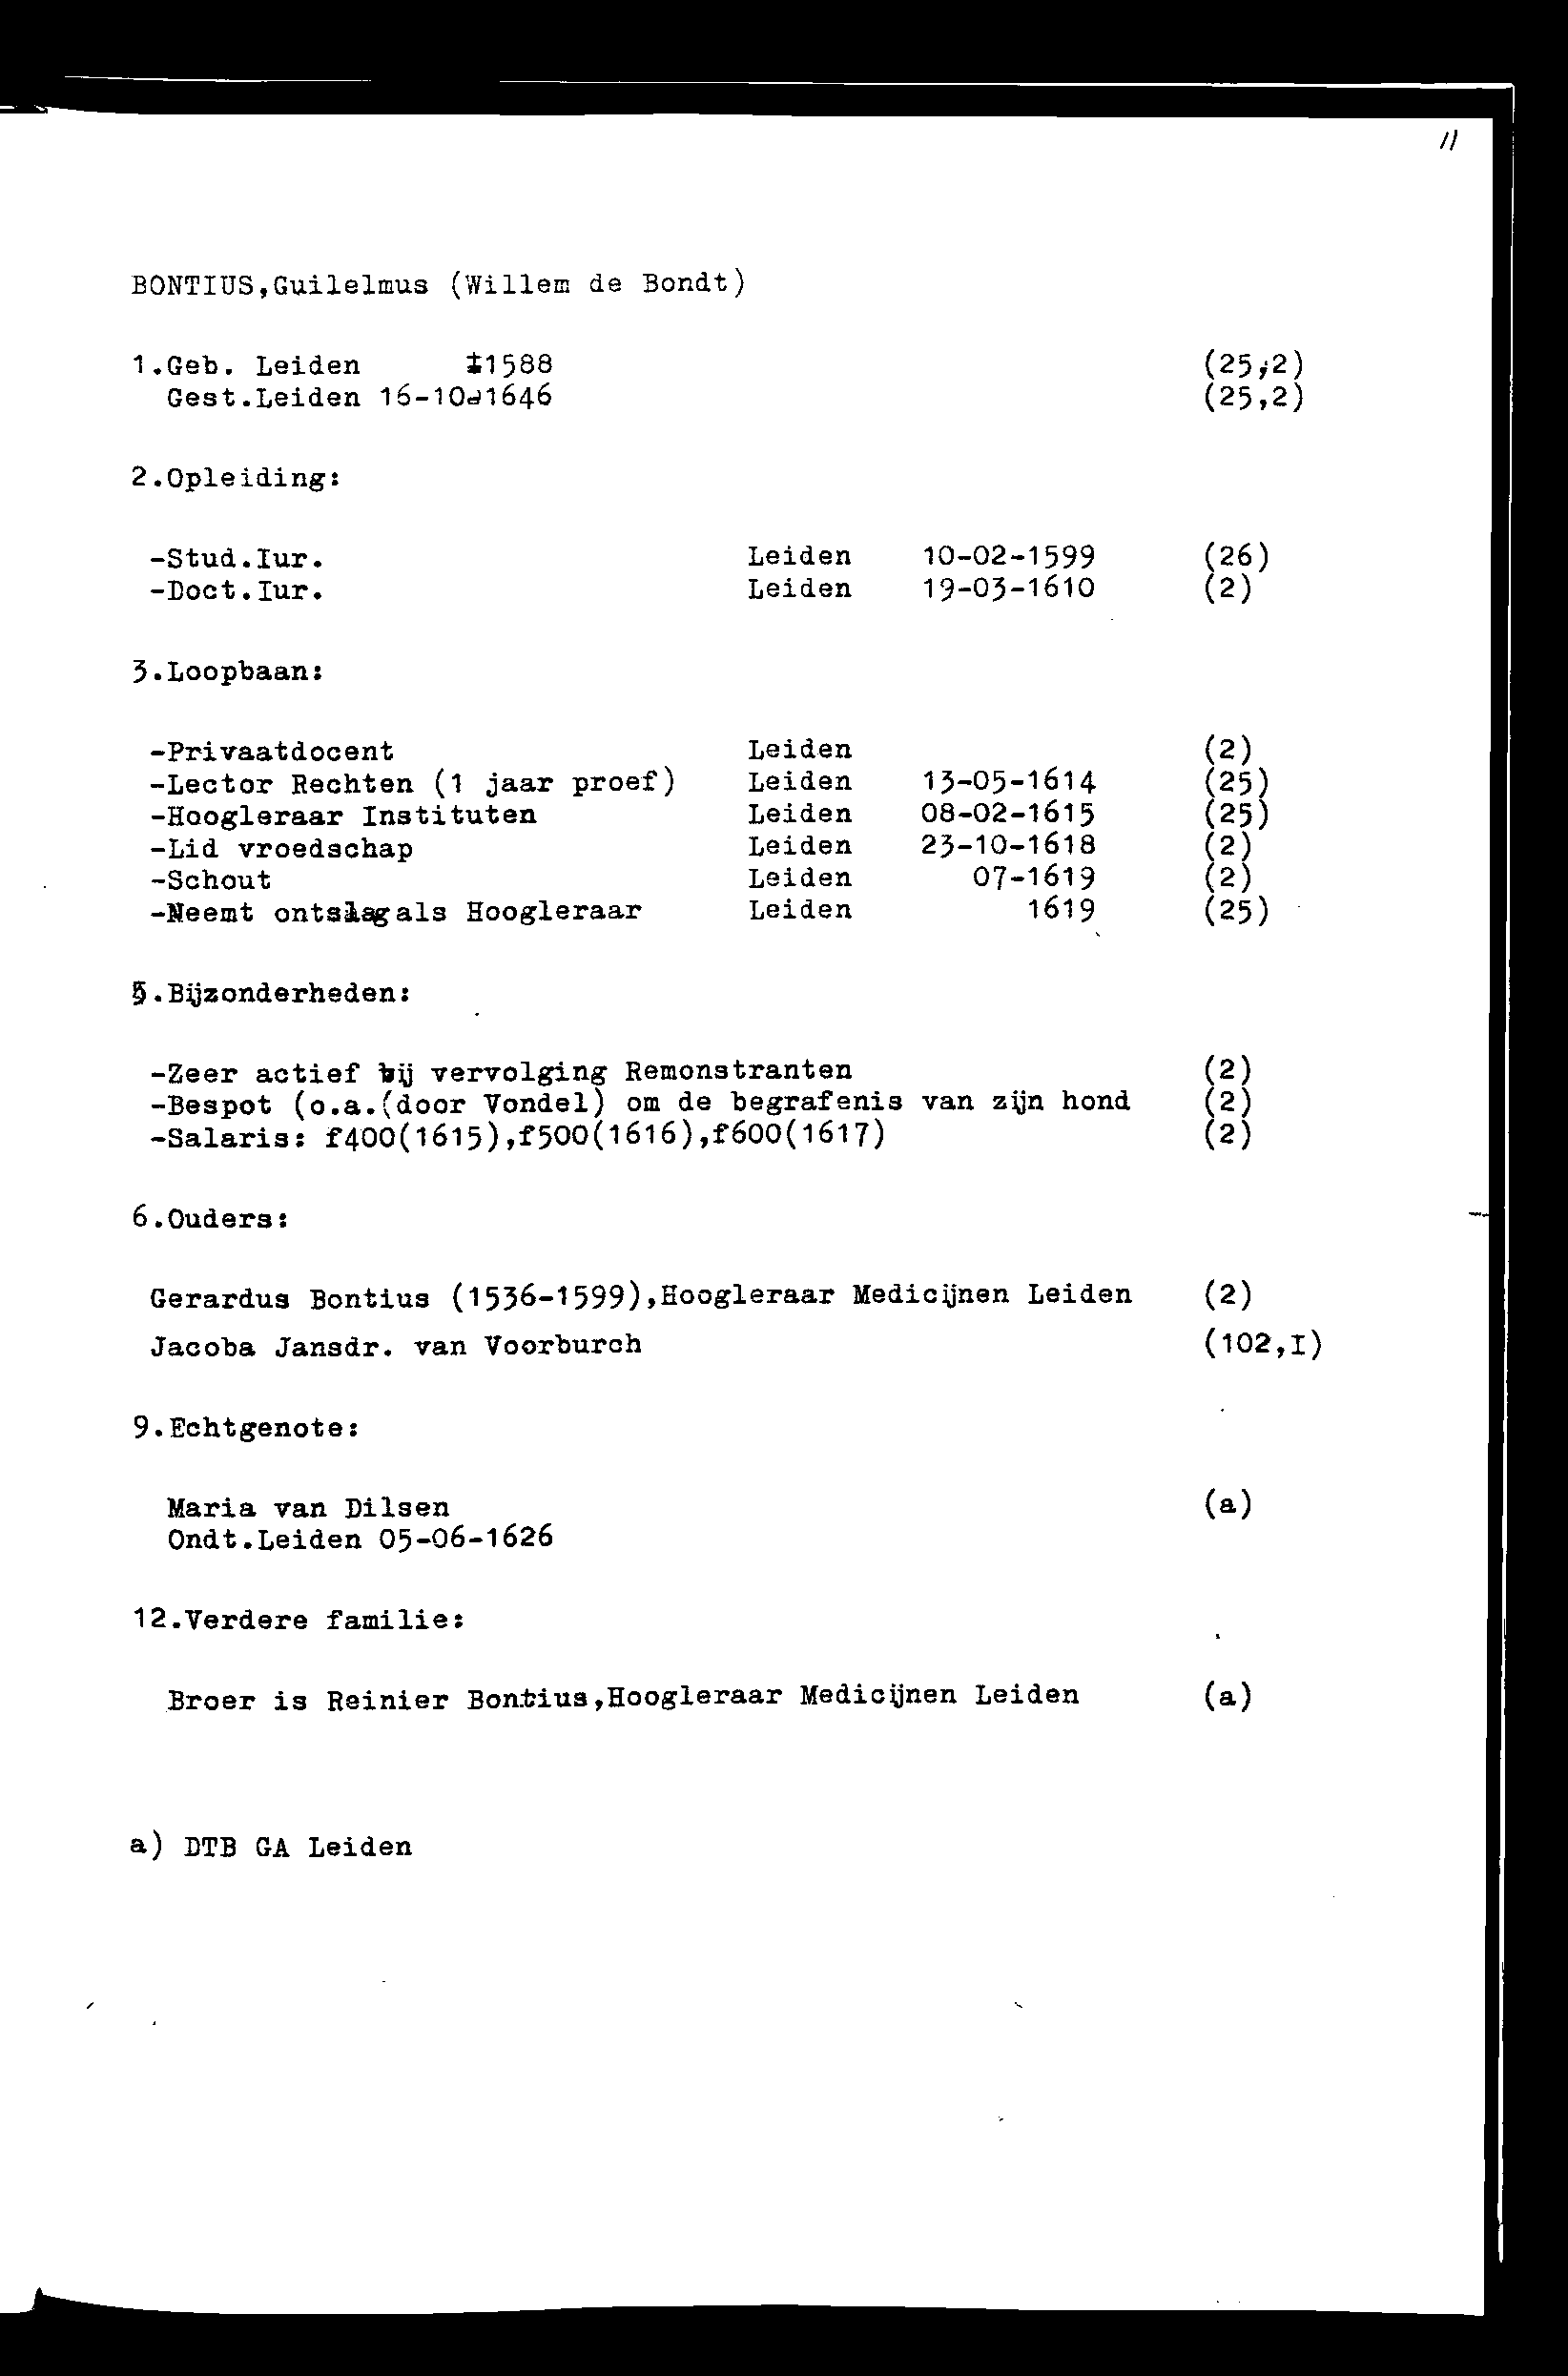 11
BONTIUS,Guilelmus (Willem de Bondt)
1.Geb. Leiden ±1588 (25,2)
Gest.Leiden 16-10-1646 (25,2)
2.Opleiding:
-Stud.Iur. Leiden 10-02-1599 (26)
-Doct.Iur. Leiden 19-03-1610 (2)
3.Loopbaan:
-Privaatdocent Leiden (2)
-Lector Rechten (1 jaar proef) Leiden 13-05-1614 (25)
-Hoogleraar Instituten Leiden 08-02-1615 (25)
-Lid vroedschap Leiden 23-10-1618 (2)
-Schout Leiden 07-1619 (2)
-Neemt ontslag als Hoogleraar Leiden 1619 (25)
5.Bijzonderheden:
-Zeer actief bij vervolging Remonstranten (2)
-Bespot (o.a.(door Vondel) om de begrafenis van zijn hond (2)
-Salaris: f400(1615),f500(1616),f600(1617) (2)
6.Ouders:
Gerardus Bontius (1536-1599),Hoogleraar Medicijnen Leiden (2)
Jacoba Jansdr. van Voorburch (102,I)
9.Echtgenote:
Maria van Dilsen (a)
Ondt.Leiden 05-06-1626
12.Verdere familie:
Broer is Reinier Bontius,Hoogleraar Medicijnen Leiden (a)
a) DTB GA Leiden